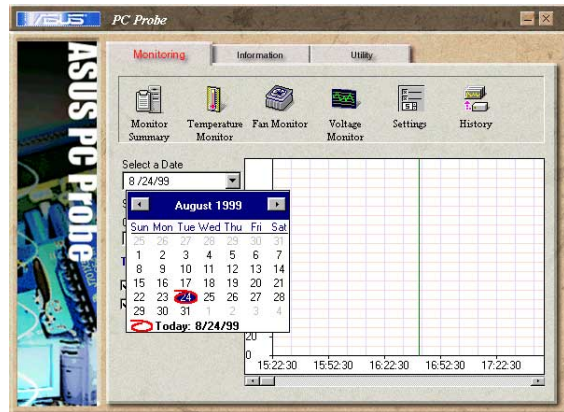 /ISUS PC Probe
ASUS PC Probe
Monitoring Information Utility
Monitor Summary
Temperature Monitor
Fan Monitor
Voltage Monitor
Settings
History
Select a Date
8 /24/99
August 1999
Sun Mon Tue Wed Thu Fri Sat
25 26 27 28 29 30 31
1 2 3 4 5 6 7
8 9 10 11 12 13 14
15 16 17 18 19 20 21
22 23 24 25 26 27 28
29 30 31 1 2 3 4
Today: 8/24/99
20
0
15:22:30 15:52:30 16:22:30 16:52:30 17:22:30